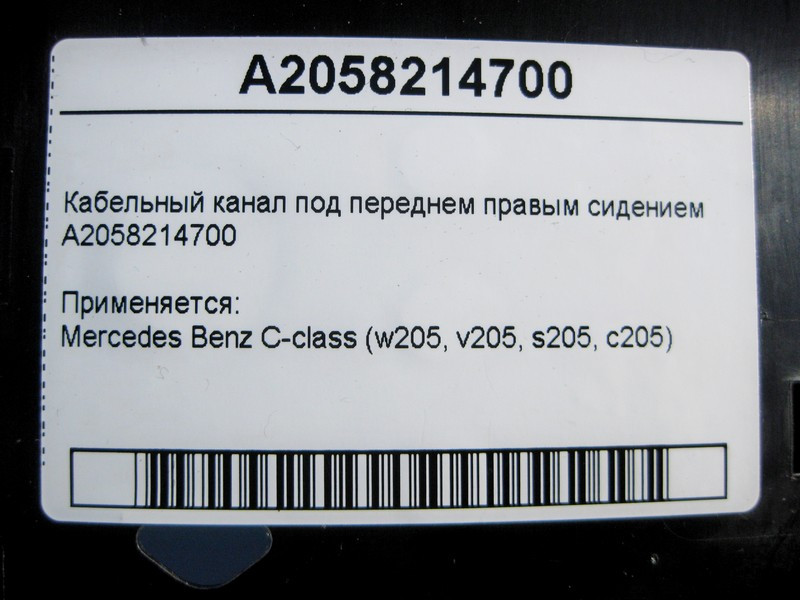 A2058214700
Кабельный канал под переднем правым сидением
A2058214700
Применяется:
Mercedes Benz C-class (w205, v205, s205, c205)